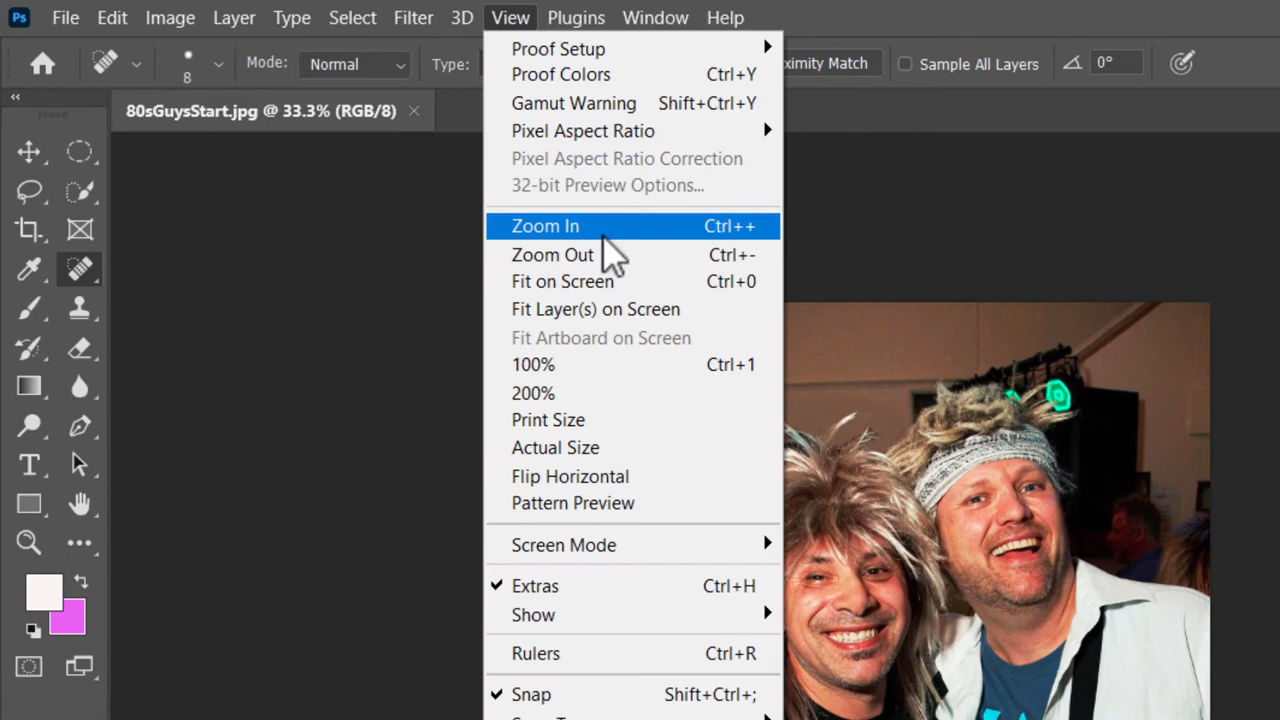 Ps File Edit Image Layer Type Select Filter 3D View Plugins Window Help
8 Mode: Normal Type: ximity Match Sample All Layers 0°
80sGuysStart.jpg @ 33.3% (RGB/8)
Proof Setup
Proof Colors Ctrl+Y
Gamut Warning Shift+Ctrl+Y
Pixel Aspect Ratio
Pixel Aspect Ratio Correction
32-bit Preview Options...
Zoom In Ctrl++
Zoom Out Ctrl+-
Fit on Screen Ctrl+0
Fit Layer(s) on Screen
Fit Artboard on Screen
100% Ctrl+1
200%
Print Size
Actual Size
Flip Horizontal
Pattern Preview
Screen Mode
Extras Ctrl+H
Show
Rulers Ctrl+R
Snap Shift+Ctrl+;